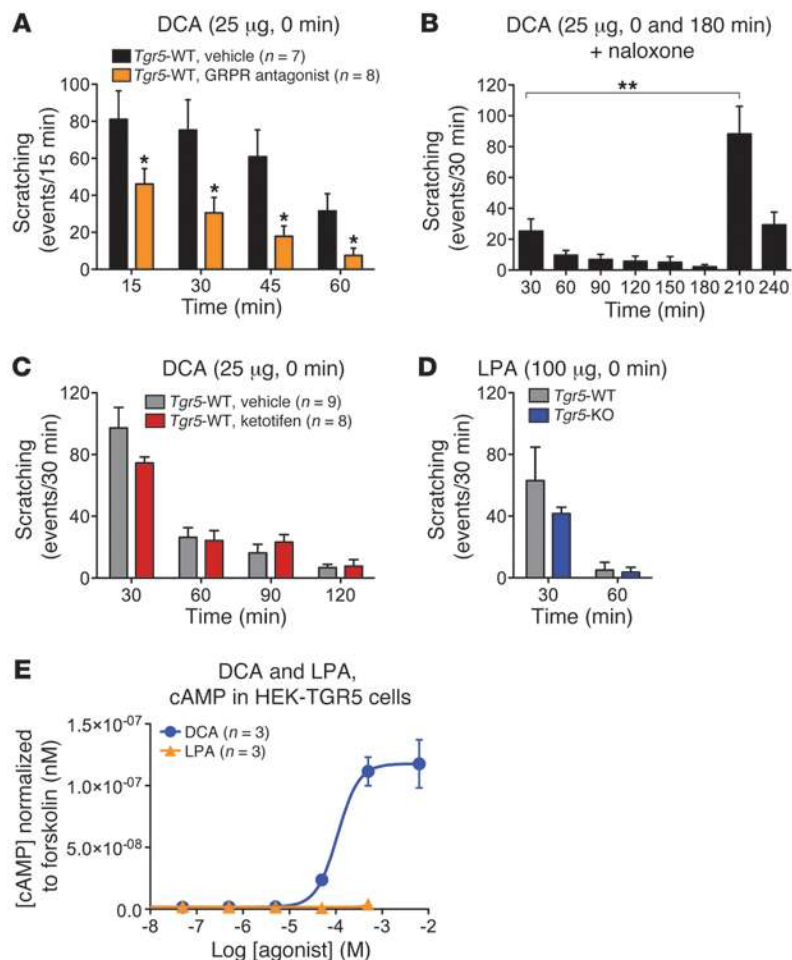 A
DCA (25 µg, 0 min)
Tgr5-WT, vehicle (n = 7)
Tgr5-WT, GRPR antagonist (n = 8)
Scratching
(events/15 min)
100
80
60
40
20
0
*
*
*
*
15 30 45 60
Time (min)
B
DCA (25 µg, 0 and 180 min)
+ naloxone
Scratching
(events/30 min)
120
100
80
60
40
20
0
**
30 60 90 120 150 180 210 240
Time (min)
C
DCA (25 µg, 0 min)
Tgr5-WT, vehicle (n = 9)
Tgr5-WT, ketotifen (n = 8)
Scratching
(events/30 min)
120
80
40
0
30 60 90 120
Time (min)
D
LPA (100 µg, 0 min)
Tgr5-WT
Tgr5-KO
Scratching
(events/30 min)
120
80
40
0
30 60
Time (min)
E
DCA and LPA,
cAMP in HEK-TGR5 cells
DCA (n = 3)
LPA (n = 3)
[cAMP] normalized
to forskolin (nM)
1.5×10⁻⁰⁷
1.0×10⁻⁰⁷
5.0×10⁻⁰⁸
0.0
-8 -7 -6 -5 -4 -3 -2
Log [agonist] (M)